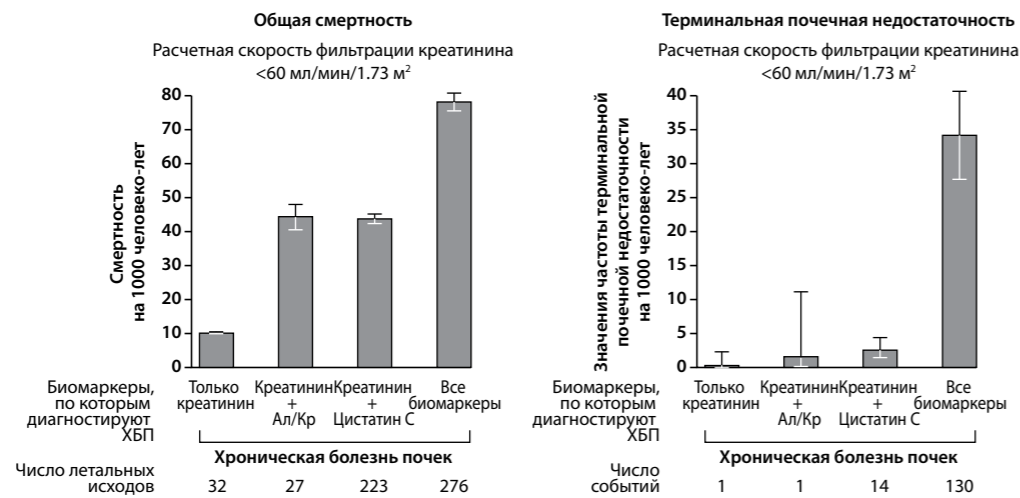 Общая смертность
Расчетная скорость фильтрации креатинина
<60 мл/мин/1.73 м²
Смертность
на 1000 человеко-лет
80
70
60
50
40
30
20
10
0
Биомаркеры,
по которым
диагностируют
ХБП
Только
креатинин
Креатинин
+
Ал/Кр
Креатинин
+
Цистатин С
Все
биомаркеры
Хроническая болезнь почек
Число летальных
исходов
32 27 223 276
Терминальная почечная недостаточность
Расчетная скорость фильтрации креатинина
<60 мл/мин/1.73 м²
Значения частоты терминальной
почечной недостаточности
на 1000 человеко-лет
40
35
30
25
20
15
10
5
0
Биомаркеры,
по которым
диагностируют
ХБП
Только
креатинин
Креатинин
+
Ал/Кр
Креатинин
+
Цистатин С
Все
биомаркеры
Хроническая болезнь почек
Число
событий
1 1 14 130